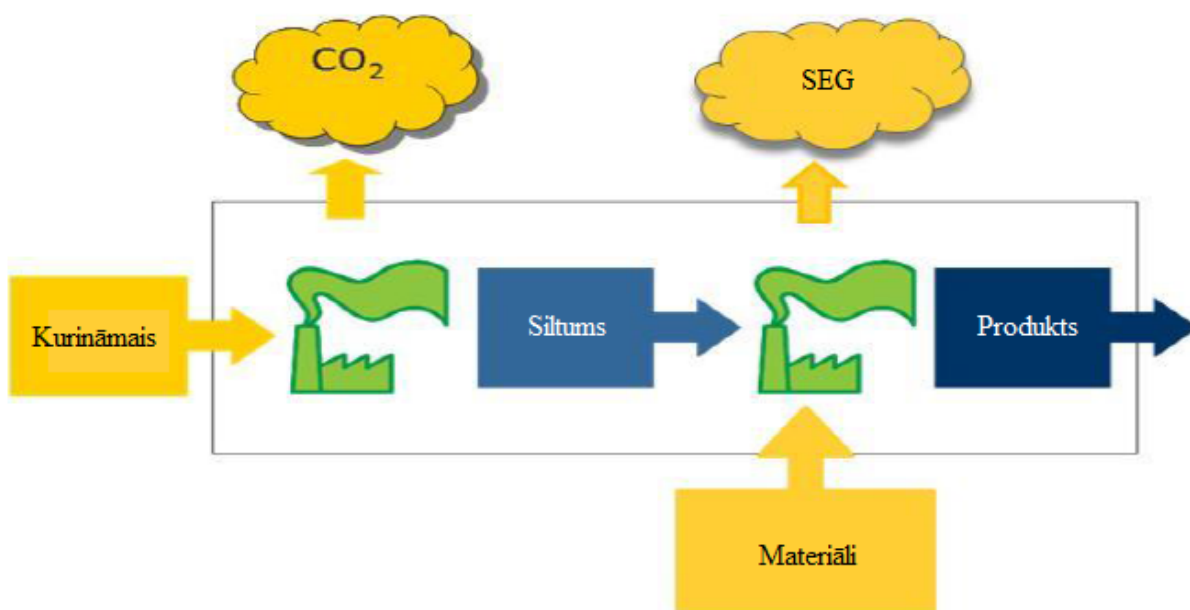 CO₂
SEG
Kurināmais
Siltums
Produkts
Materiāli